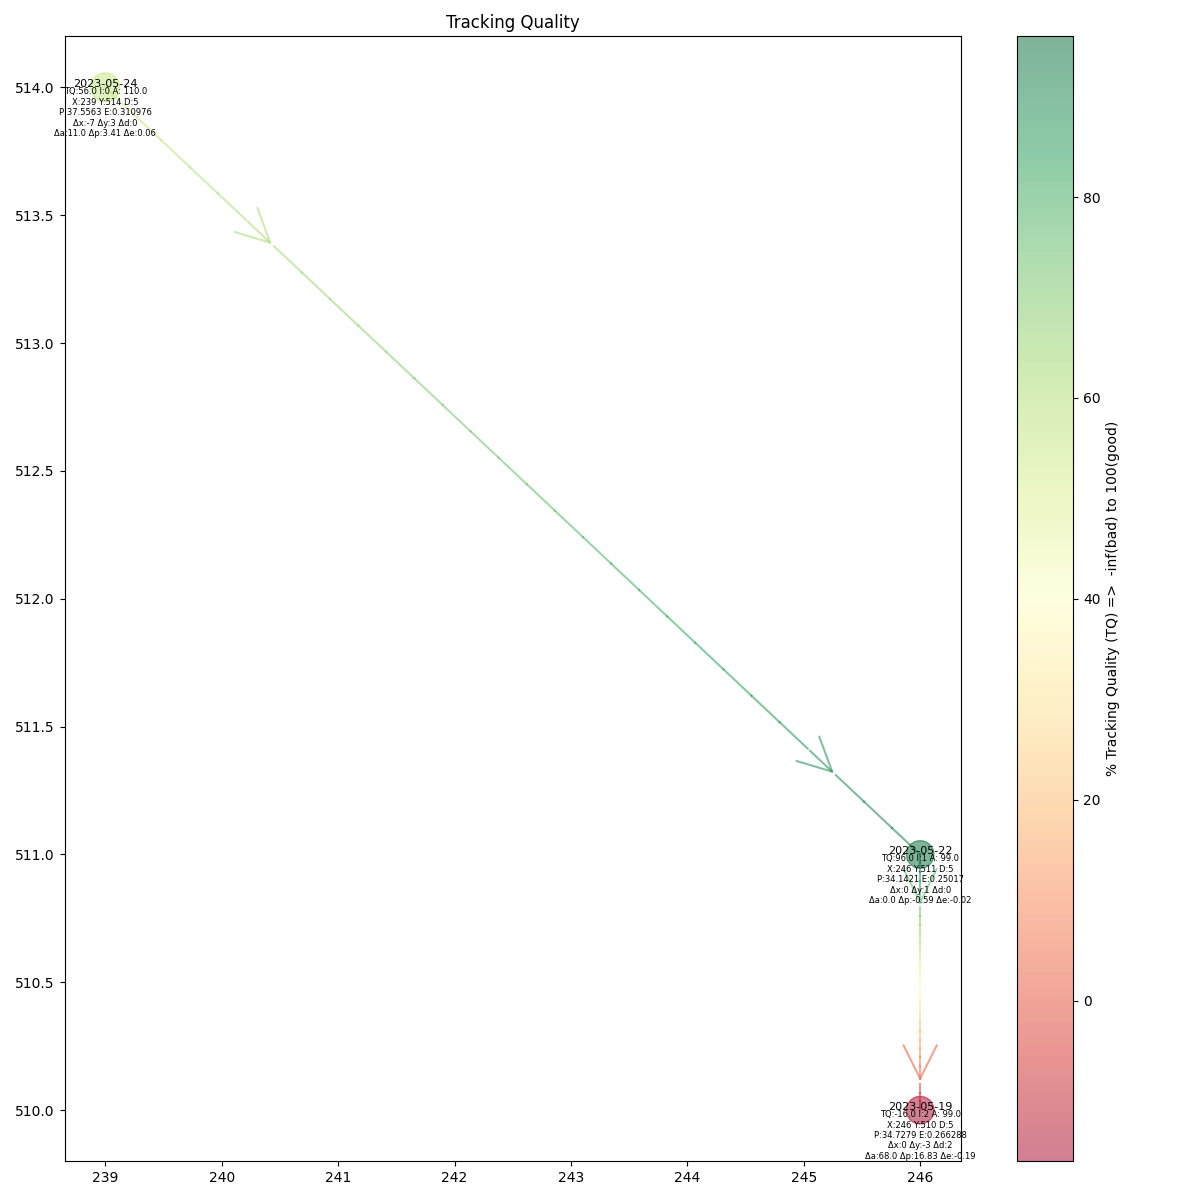 Tracking Quality
514.0
513.5
513.0
512.5
512.0
511.5
511.0
510.5
510.0
239
240
241
242
243
244
245
246
2023-05-24
TQ:56.0 I:0 A: 110.0
X:239 Y:514 D:5
P:37.5563 E:0.310976
Δx:-7 Δy:3 Δd:0
Δa:11.0 Δp:3.41 Δe:0.06
2023-05-22
TQ:96.0 I:1 A: 99.0
X:246 Y:511 D:5
P:34.1421 E:0.25017
Δx:0 Δy:1 Δd:0
Δa:0.0 Δp:-0.59 Δe:-0.02
2023-05-19
TQ:-16.0 I:2 A: 99.0
X:246 Y:510 D:5
P:34.7279 E:0.266288
Δx:0 Δy:-3 Δd:2
Δa:68.0 Δp:16.83 Δe:-0.19
80
60
40
20
0
% Tracking Quality (TQ) => -inf(bad) to 100(good)